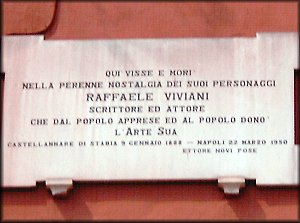 QUI VISSE E MORI'
NELLA PERENNE NOSTALGIA DEI SUOI PERSONAGGI
RAFFAELE VIVIANI
SCRITTORE ED ATTORE
CHE DAL POPOLO APPRESE ED AL POPOLO DONO'
L'ARTE SUA
CASTELLAMMARE DI STABIA 9 GENNAIO 1888 — NAPOLI 22 MARZO 1950
ETTORE NOVI POSE